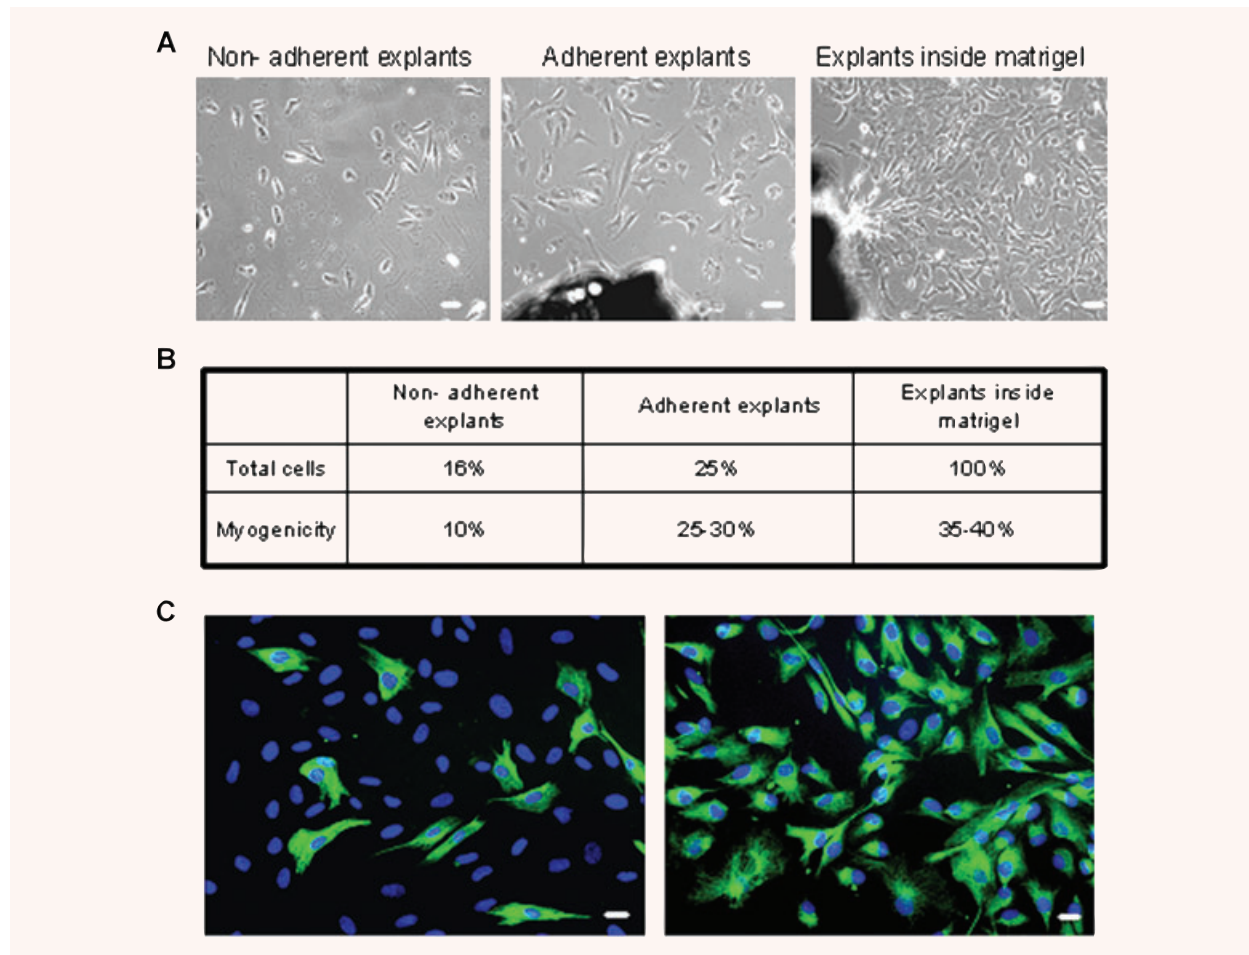 A
Non- adherent explants Adherent explants Explants inside matrigel
B
Non- adherent explants Adherent explants Explants inside matrigel
Total cells 16% 25% 100%
Myogenicity 10% 25-30% 35-40%
C